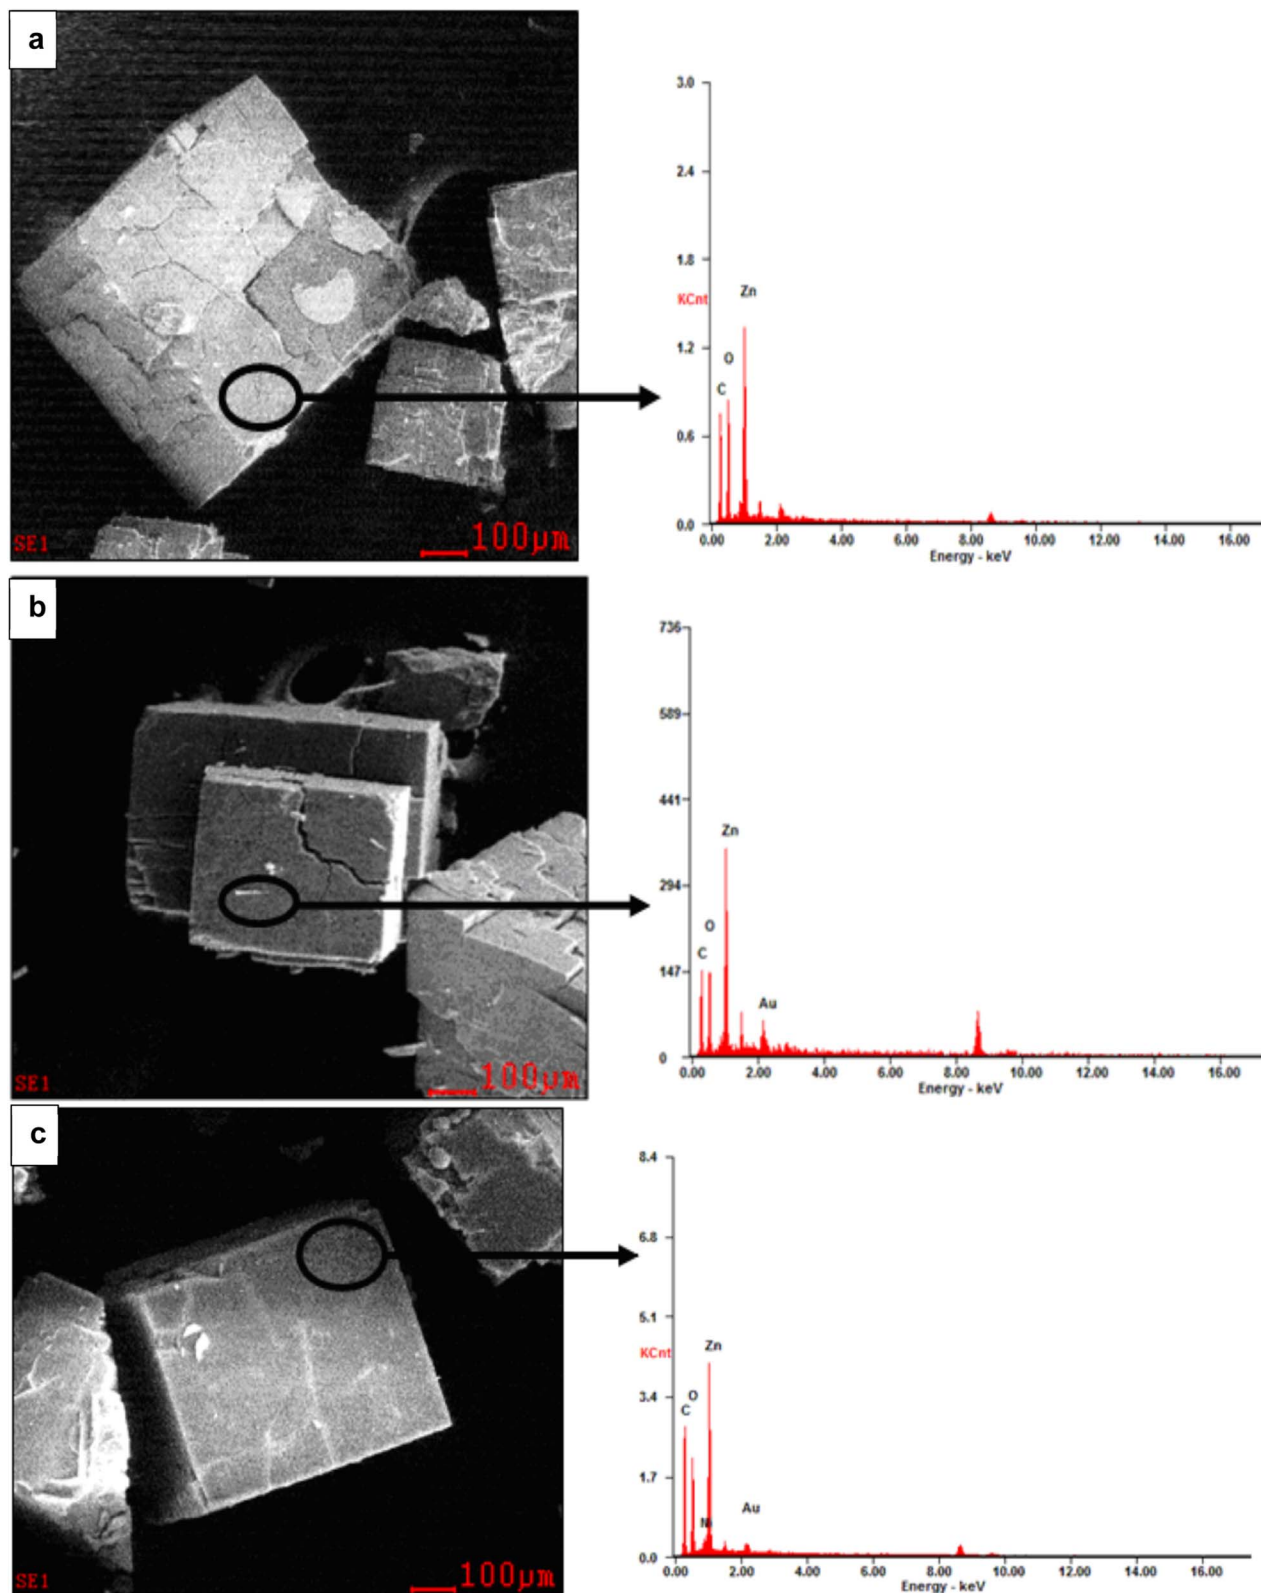 a
SE1
100µm
3.0
2.4
1.8
KCnt
1.2
0.6
0.0
Zn
O
C
0.00 2.00 4.00 6.00 8.00 10.00 12.00 14.00 16.00
Energy - keV
b
SE1
100µm
736
589
441
294
147
0
Zn
O
C
Au
0.00 2.00 4.00 6.00 8.00 10.00 12.00 14.00 16.00
Energy - keV
c
SE1
100µm
8.4
6.8
5.1
KCnt
3.4
1.7
0.0
Zn
O
C
Au
0.00 2.00 4.00 6.00 8.00 10.00 12.00 14.00 16.00
Energy - keV